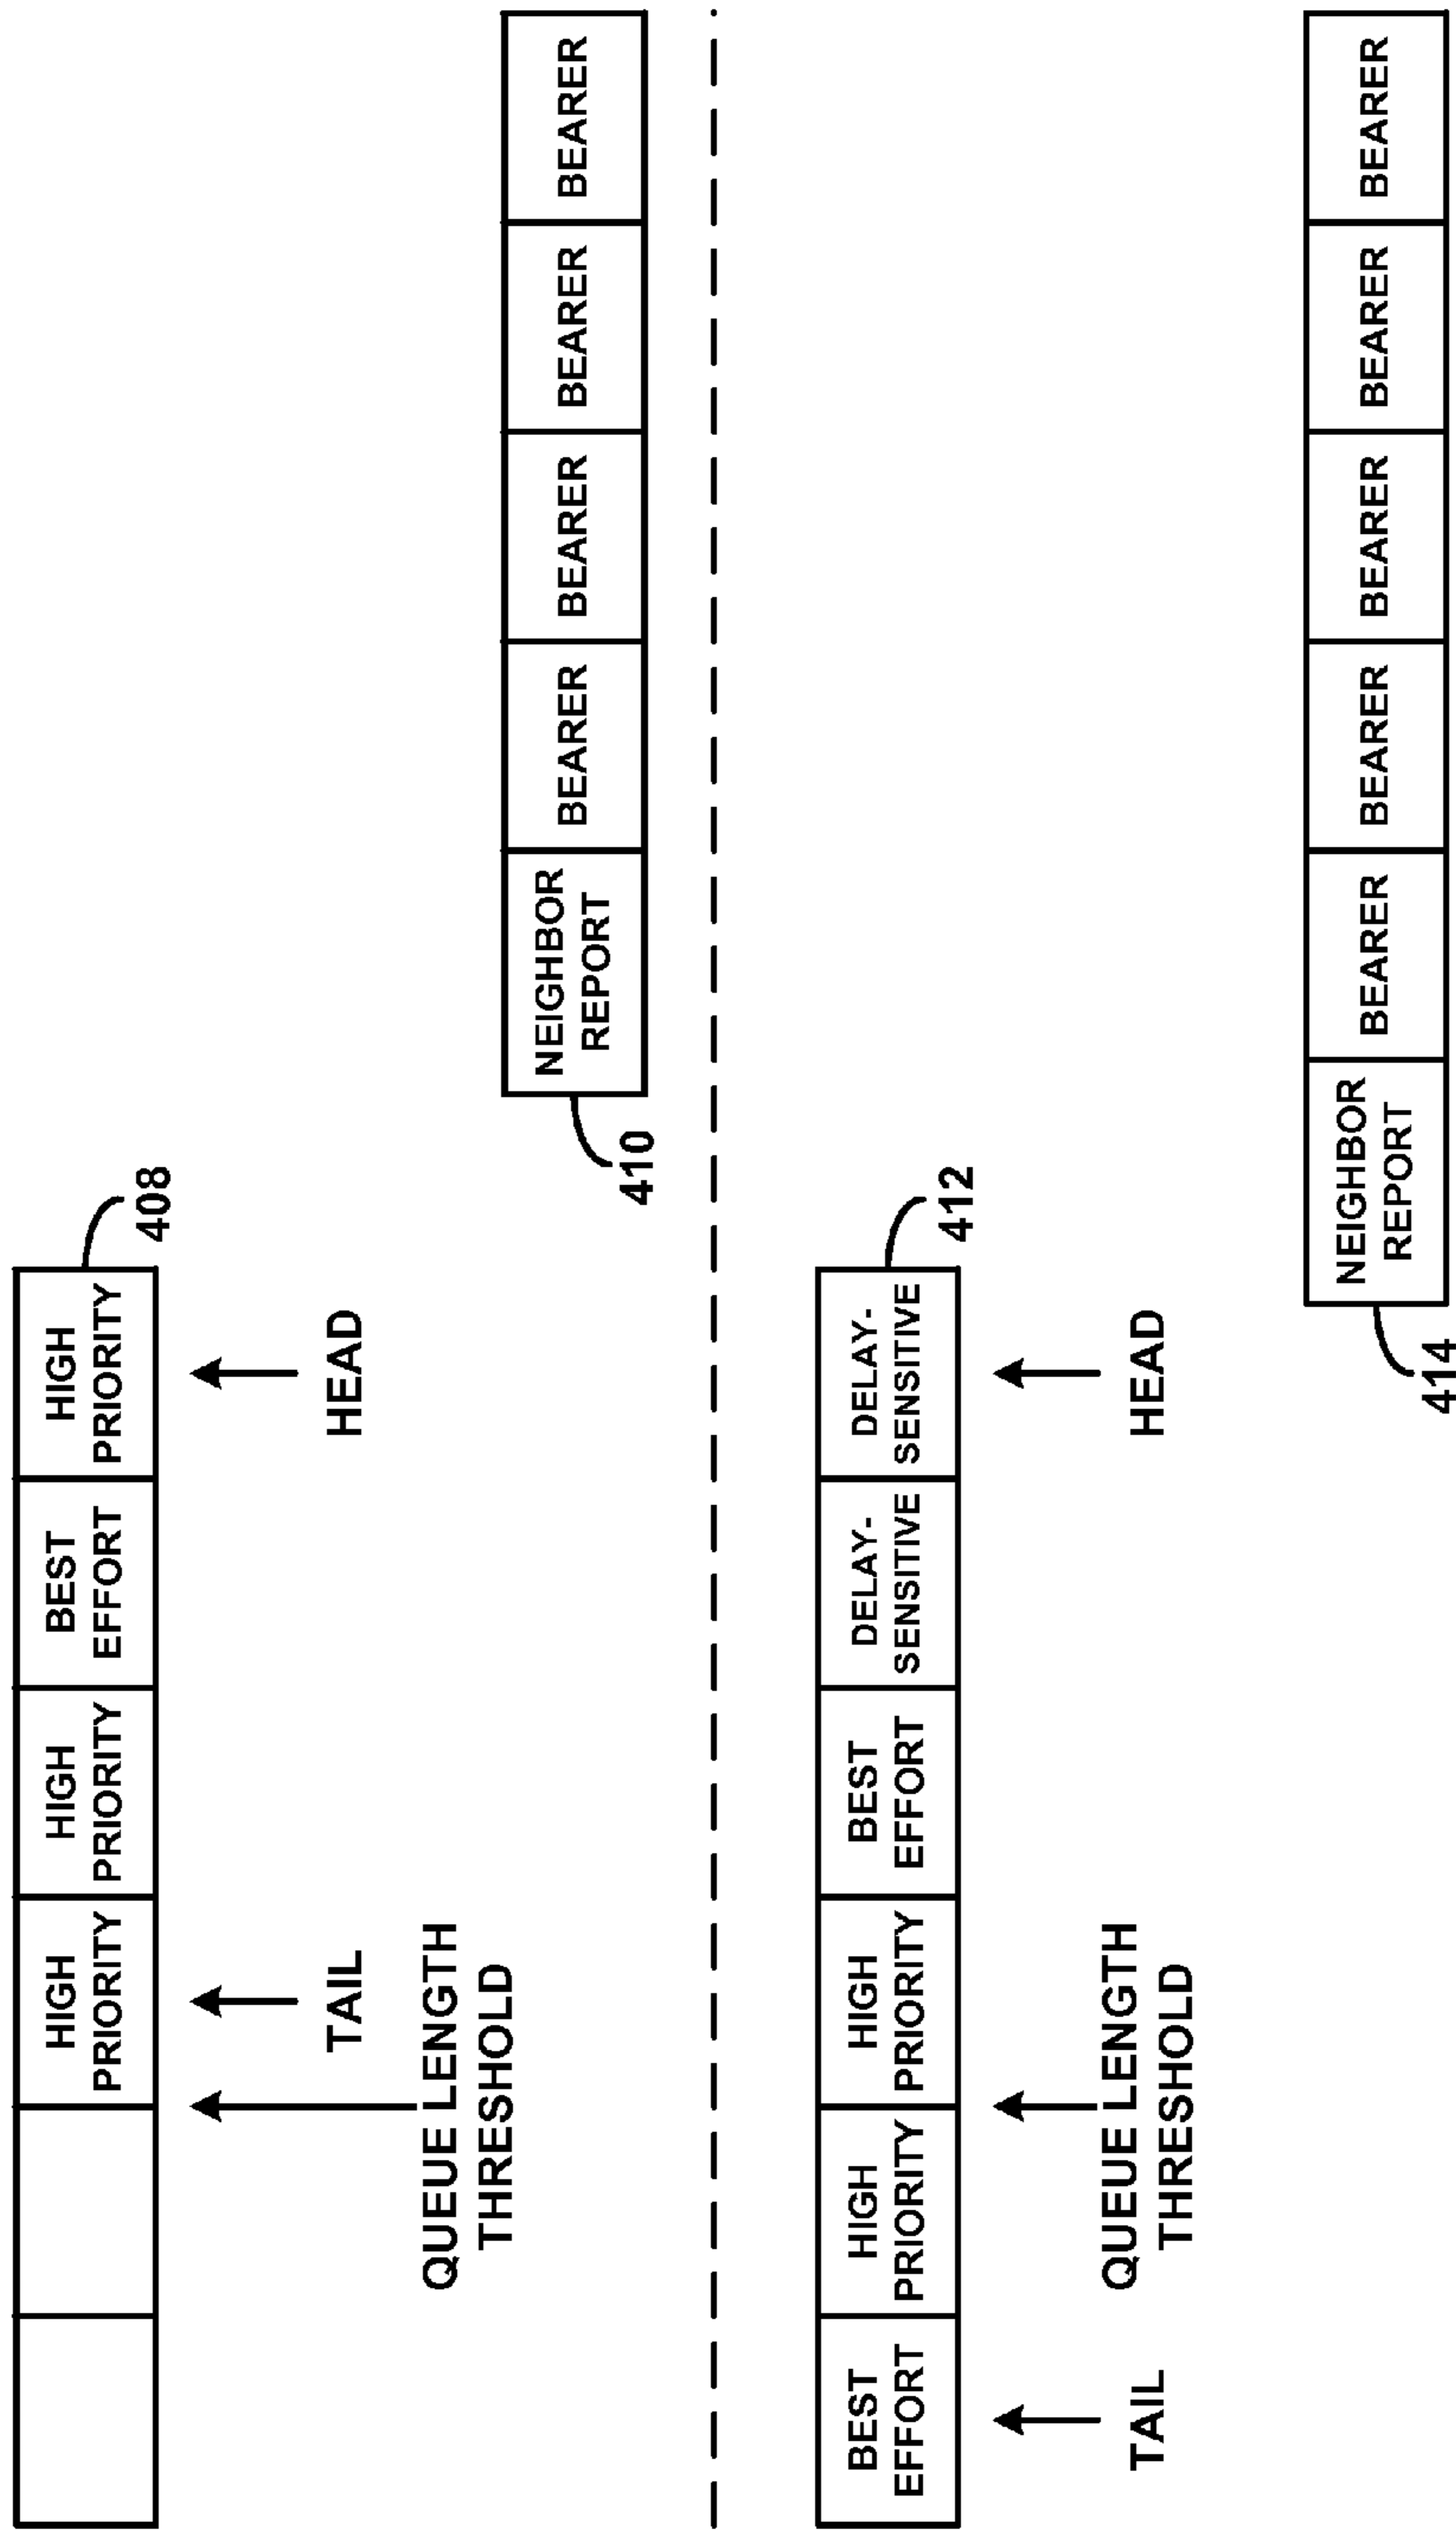 HIGH
PRIORITY
HIGH
PRIORITY
BEST
EFFORT
HIGH
PRIORITY
408
TAIL
HEAD
QUEUE LENGTH
THRESHOLD
NEIGHBOR
REPORT
BEARER
BEARER
BEARER
BEARER
410
BEST
EFFORT
HIGH
PRIORITY
HIGH
PRIORITY
BEST
EFFORT
DELAY-
SENSITIVE
DELAY-
SENSITIVE
412
TAIL
QUEUE LENGTH
THRESHOLD
HEAD
NEIGHBOR
REPORT
BEARER
BEARER
BEARER
BEARER
BEARER
414